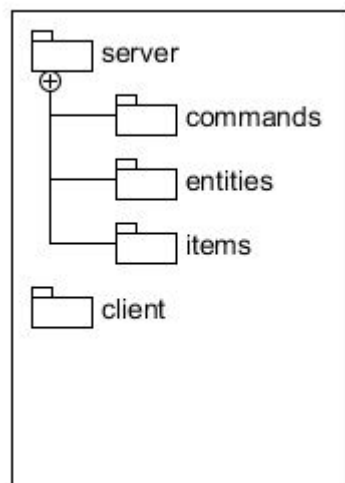 server
commands
entities
items
client